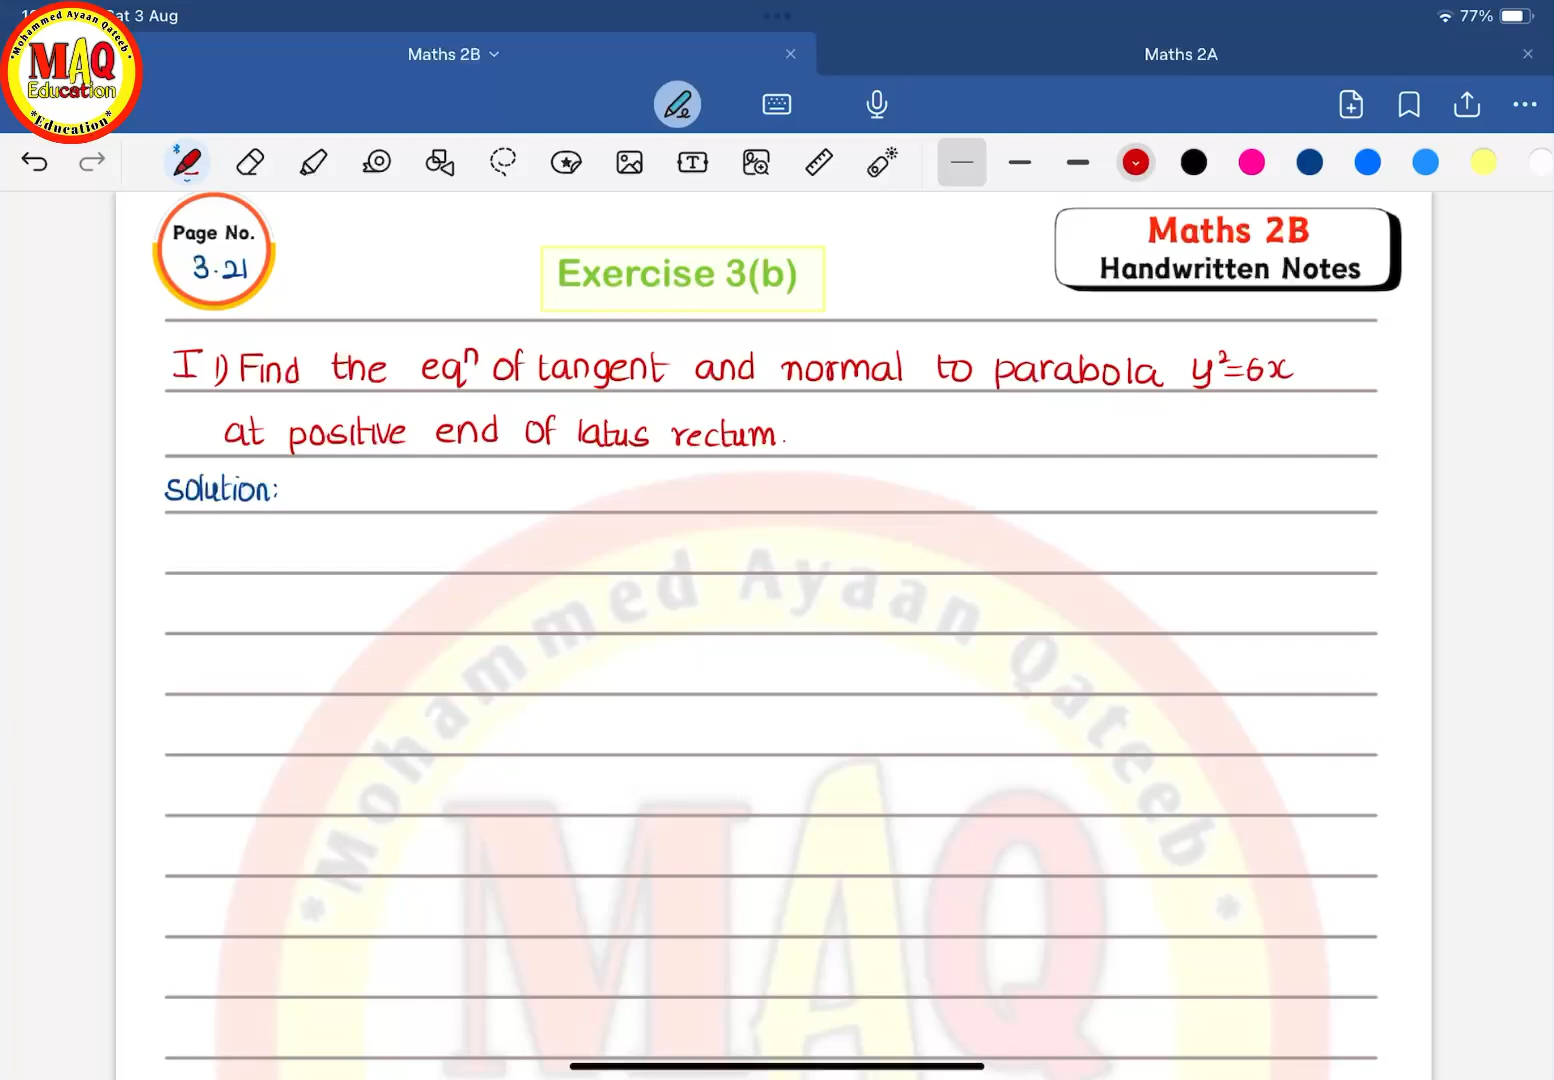 Sat 3 Aug
77%
Mohammed Ayaan Qateeb
MAQ
Education
*Education*
Maths 2B
Maths 2A
Page No.
3.21
Exercise 3(b)
Maths 2B
Handwritten Notes
I 1) Find the eqⁿ of tangent and normal to parabola y²=6x
at positive end of latus rectum.
Solution:
* Mohammed Ayaan Qateeb *
MAQ